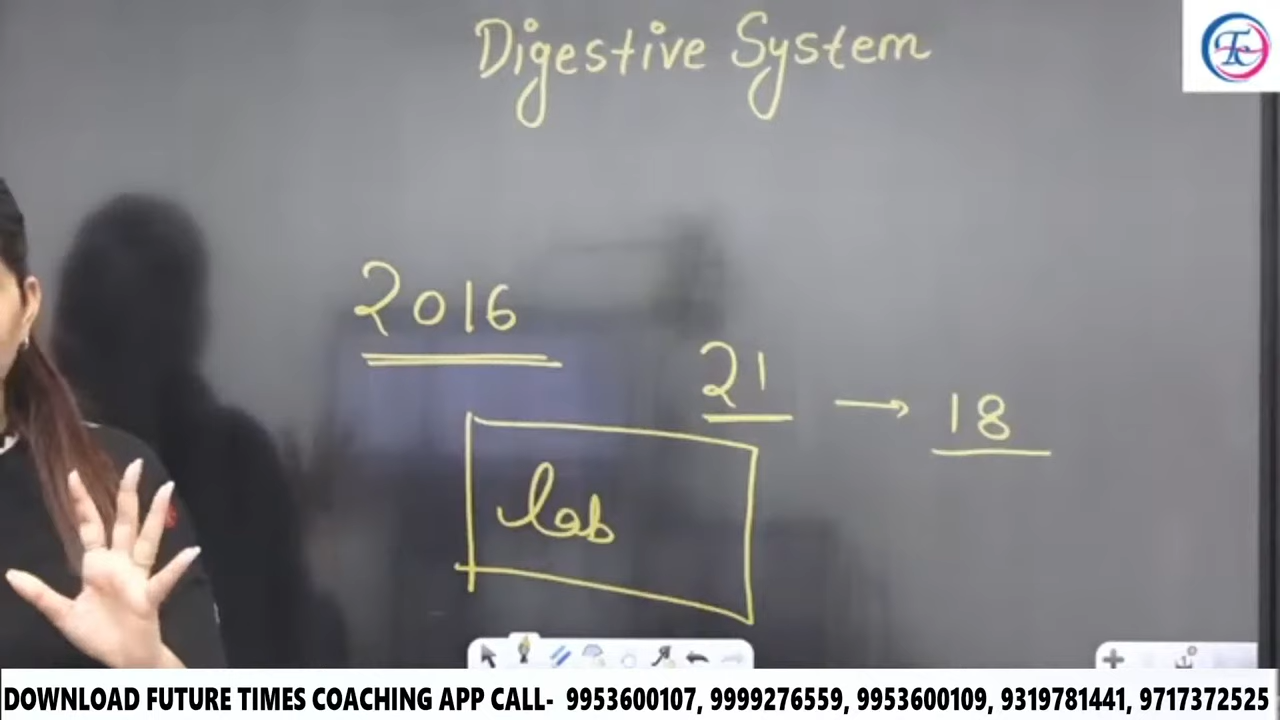 Digestive System
2016
21 → 18
lab
DOWNLOAD FUTURE TIMES COACHING APP CALL- 9953600107, 9999276559, 9953600109, 9319781441, 9717372525